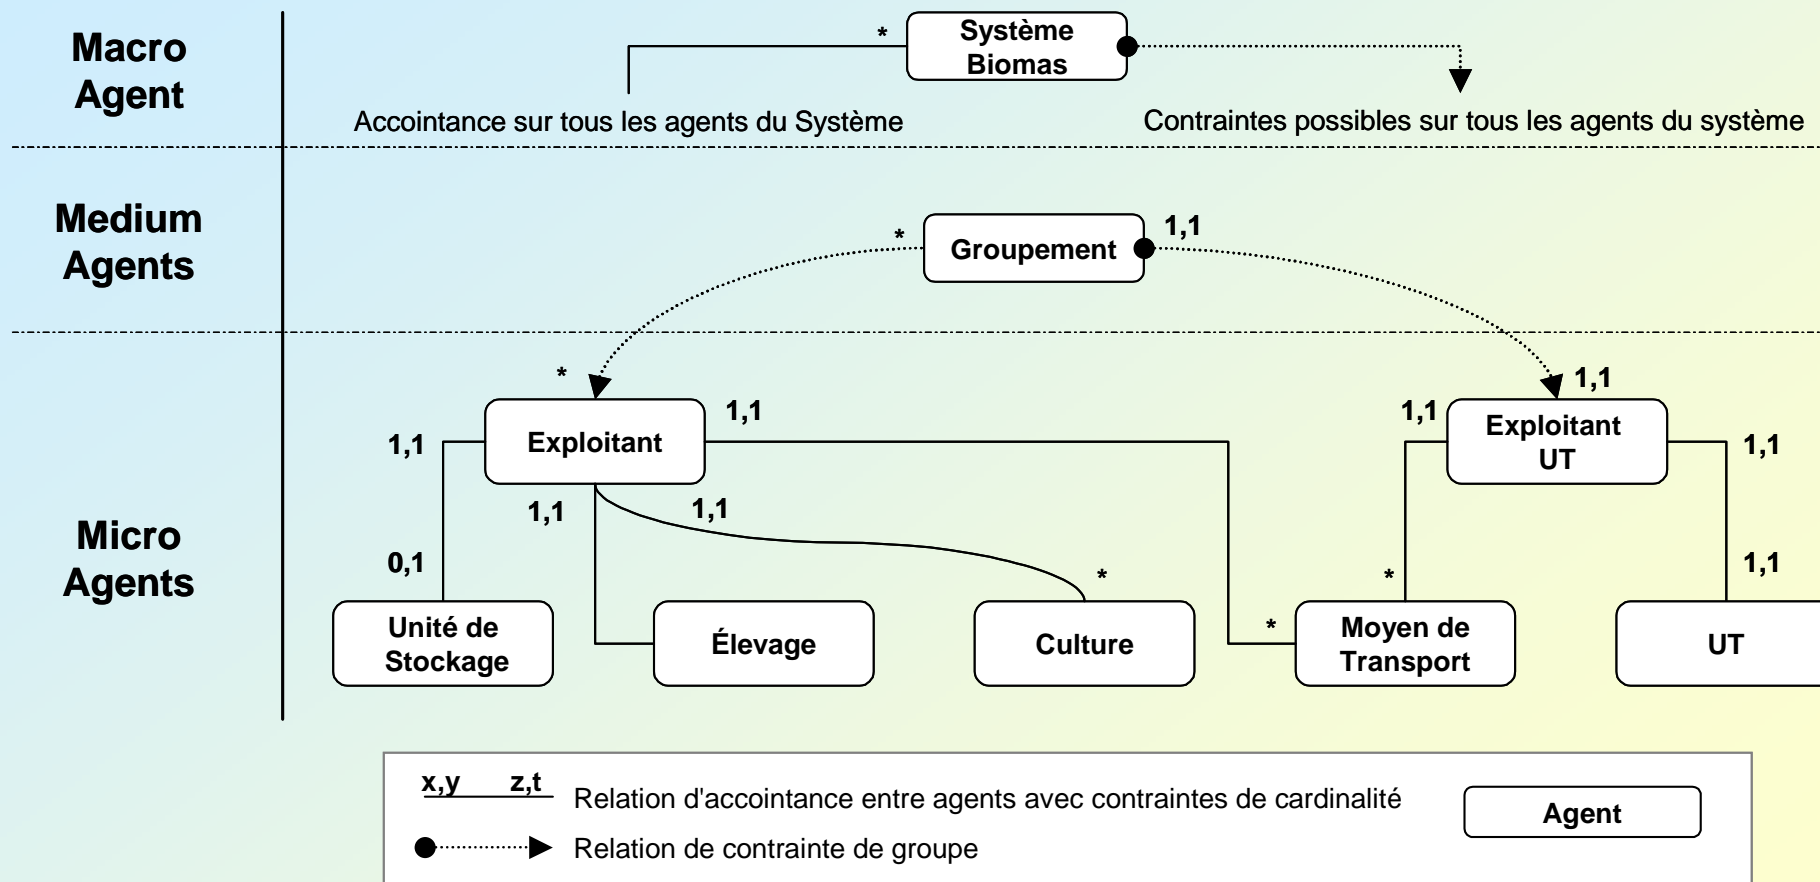 Macro
Agent
*
Système
Biomas
Accointance sur tous les agents du Système
Contraintes possibles sur tous les agents du système
Medium
Agents
*
Groupement
1,1
Micro
Agents
*
1,1
Exploitant
1,1
1,1
1,1
0,1
1,1
1,1
Exploitant
UT
1,1
1,1
*
*
*
Unité de
Stockage
Élevage
Culture
Moyen de
Transport
UT
x,y z,t
Relation d'accointance entre agents avec contraintes de cardinalité
Relation de contrainte de groupe
Agent